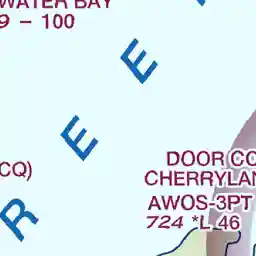 WATER BAY
9 – 100
E
E
CQ)
R
DOOR CO
CHERRYLAN
AWOS-3PT
724 *L 46